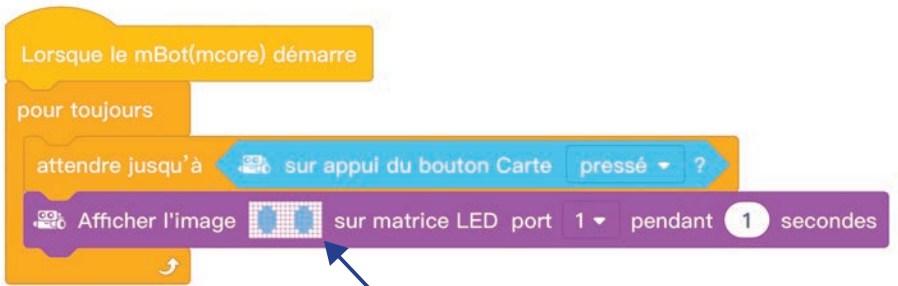 Lorsque le mBot(mcore) démarre
pour toujours
attendre jusqu'à sur appui du bouton Carte pressé ?
Afficher l'image sur matrice LED port 1 pendant 1 secondes